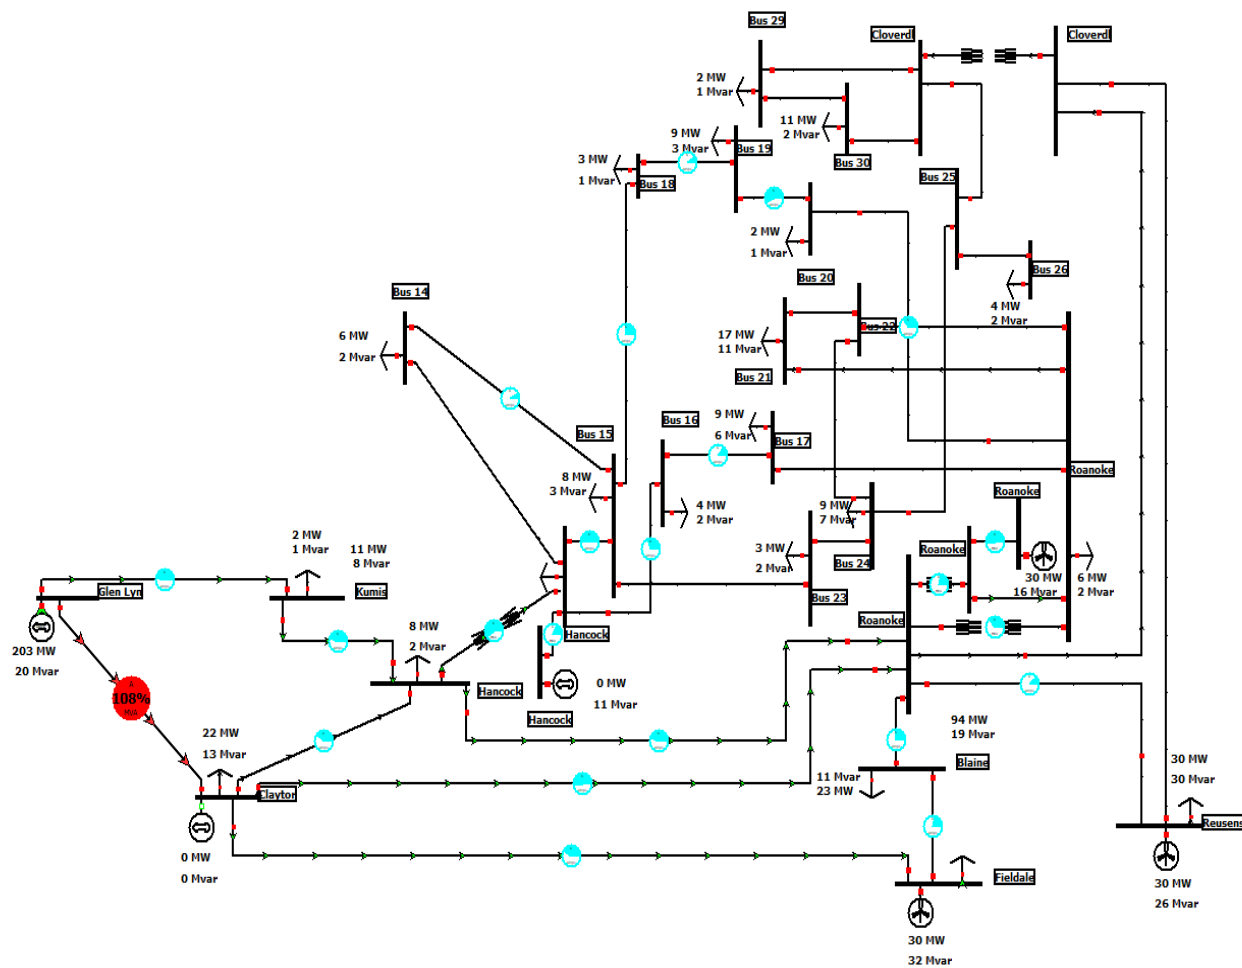 Bus 29
Cloverdl
Cloverdl
2 MW
1 Mvar
11 MW
2 Mvar
Bus 30
9 MW
3 Mvar
Bus 19
3 MW
1 Mvar
Bus 18
Bus 25
2 MW
1 Mvar
Bus 26
4 MW
2 Mvar
Bus 20
Bus 14
6 MW
2 Mvar
Bus 22
17 MW
11 Mvar
Bus 21
Bus 15
Bus 16
9 MW
6 Mvar
Bus 17
8 MW
3 Mvar
Roanoke
Roanoke
4 MW
2 Mvar
9 MW
7 Mvar
Bus 24
3 MW
2 Mvar
Bus 23
Roanoke
30 MW
16 Mvar
6 MW
2 Mvar
2 MW
1 Mvar
11 MW
8 Mvar
Glen Lyn
Kumis
203 MW
20 Mvar
8 MW
2 Mvar
Hancock
Roanoke
Hancock
0 MW
11 Mvar
Hancock
108%
MVA
22 MW
13 Mvar
Claytor
0 MW
0 Mvar
94 MW
19 Mvar
Blaine
11 Mvar
23 MW
30 MW
30 Mvar
Reusens
Fieldale
30 MW
32 Mvar
30 MW
26 Mvar